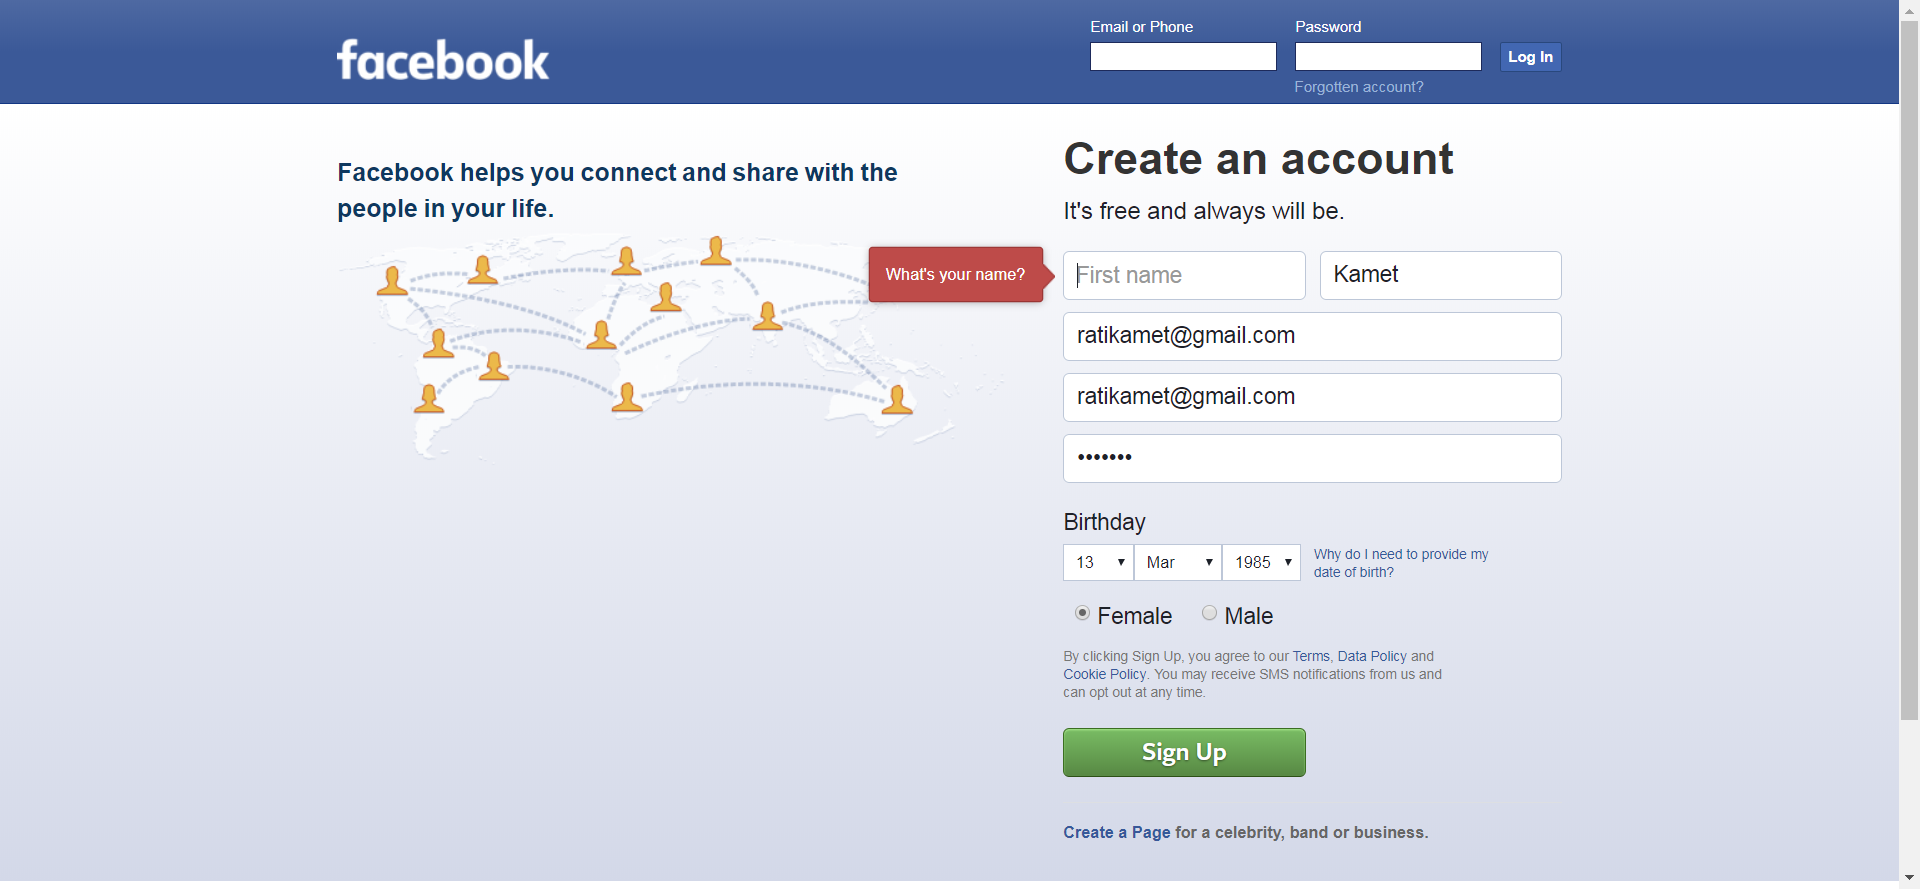 facebook
Email or Phone
Password
Log In
Forgotten account?
Facebook helps you connect and share with the
people in your life.
Create an account
It's free and always will be.
What's your name?
First name
Kamet
ratikamet@gmail.com
ratikamet@gmail.com
•••••••
Birthday
13
Mar
1985
Why do I need to provide my
date of birth?
Female
Male
By clicking Sign Up, you agree to our Terms, Data Policy and
Cookie Policy. You may receive SMS notifications from us and
can opt out at any time.
Sign Up
Create a Page for a celebrity, band or business.